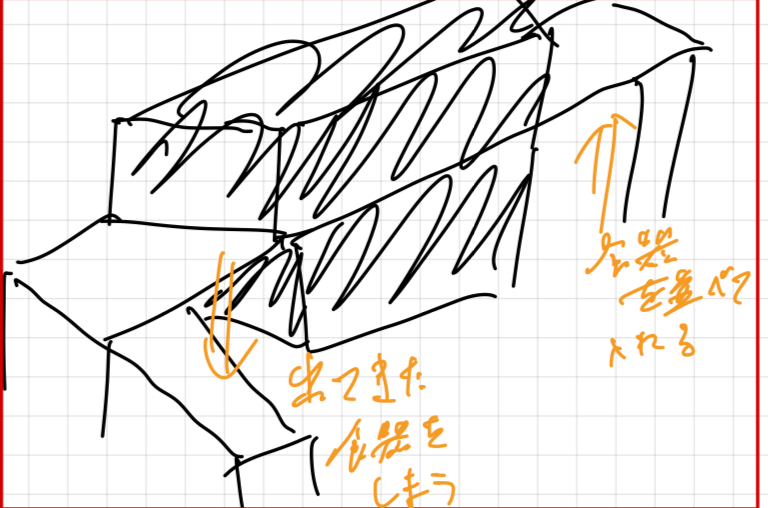 食器
を並べて
入れる
出てきた
食器を
しまう